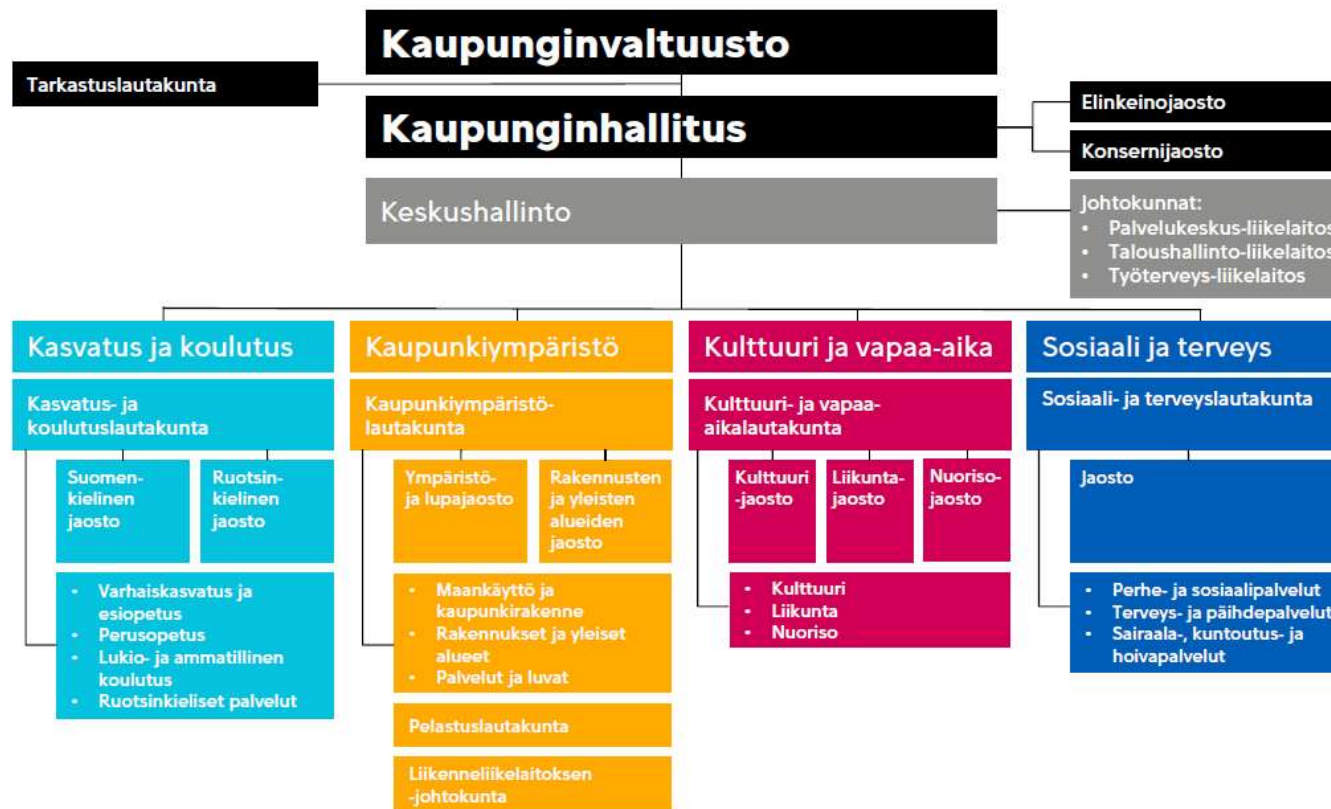 Kaupunginvaltuusto
Tarkastuslautakunta
Kaupunginhallitus
Elinkeinojaosto
Konsernijaosto
Keskushallinto
Johtokunnat:
• Palvelukeskus-liikelaitos
• Taloushallinto-liikelaitos
• Työterveys-liikelaitos
Kasvatus ja koulutus
Kasvatus- ja
koulutuslautakunta
Suomen-
kielinen
jaosto
Ruotsin-
kielinen
jaosto
• Varhaiskasvatus ja
esiopetus
• Perusopetus
• Lukio- ja ammatillinen
koulutus
• Ruotsinkieliset palvelut
Kaupunkiympäristö
Kaupunkiympäristö-
lautakunta
Ympäristö-
ja lupajaosto
Rakennusten
ja yleisten
alueiden
jaosto
• Maankäyttö ja
kaupunkirakenne
• Rakennukset ja yleiset
alueet
• Palvelut ja luvat
Pelastuslautakunta
Liikenneliikelaitoksen
-johtokunta
Kulttuuri ja vapaa-aika
Kulttuuri- ja vapaa-
aikalautakunta
Kulttuuri
-jaosto
Liikunta-
jaosto
Nuoriso-
jaosto
• Kulttuuri
• Liikunta
• Nuoriso
Sosiaali ja terveys
Sosiaali- ja terveyslautakunta
Jaosto
• Perhe- ja sosiaalipalvelut
• Terveys- ja päihdepalvelut
• Sairaala-, kuntoutus- ja
hoivapalvelut